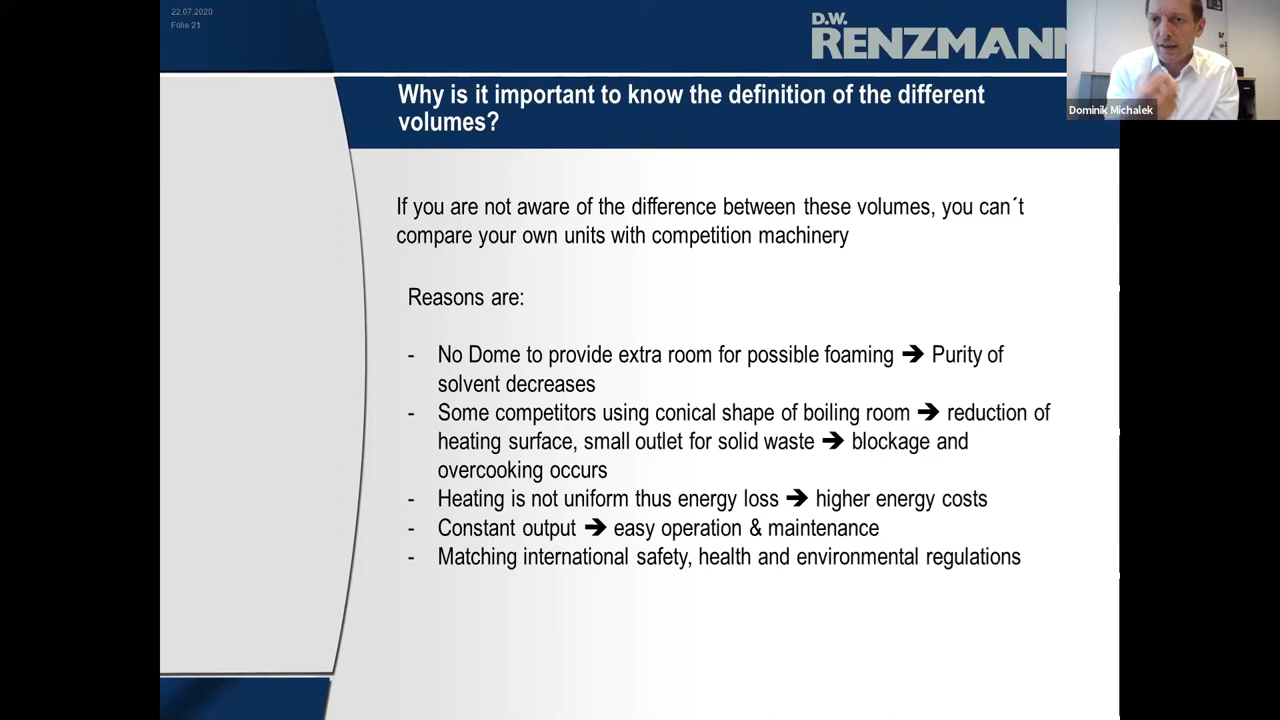 22.07.2020
Folie 21
D.W.
RENZMANN
Dominik Michalek
Why is it important to know the definition of the different
volumes?
If you are not aware of the difference between these volumes, you can´t
compare your own units with competition machinery
Reasons are:
- No Dome to provide extra room for possible foaming ➔ Purity of
solvent decreases
- Some competitors using conical shape of boiling room ➔ reduction of
heating surface, small outlet for solid waste ➔ blockage and
overcooking occurs
- Heating is not uniform thus energy loss ➔ higher energy costs
- Constant output ➔ easy operation & maintenance
- Matching international safety, health and environmental regulations